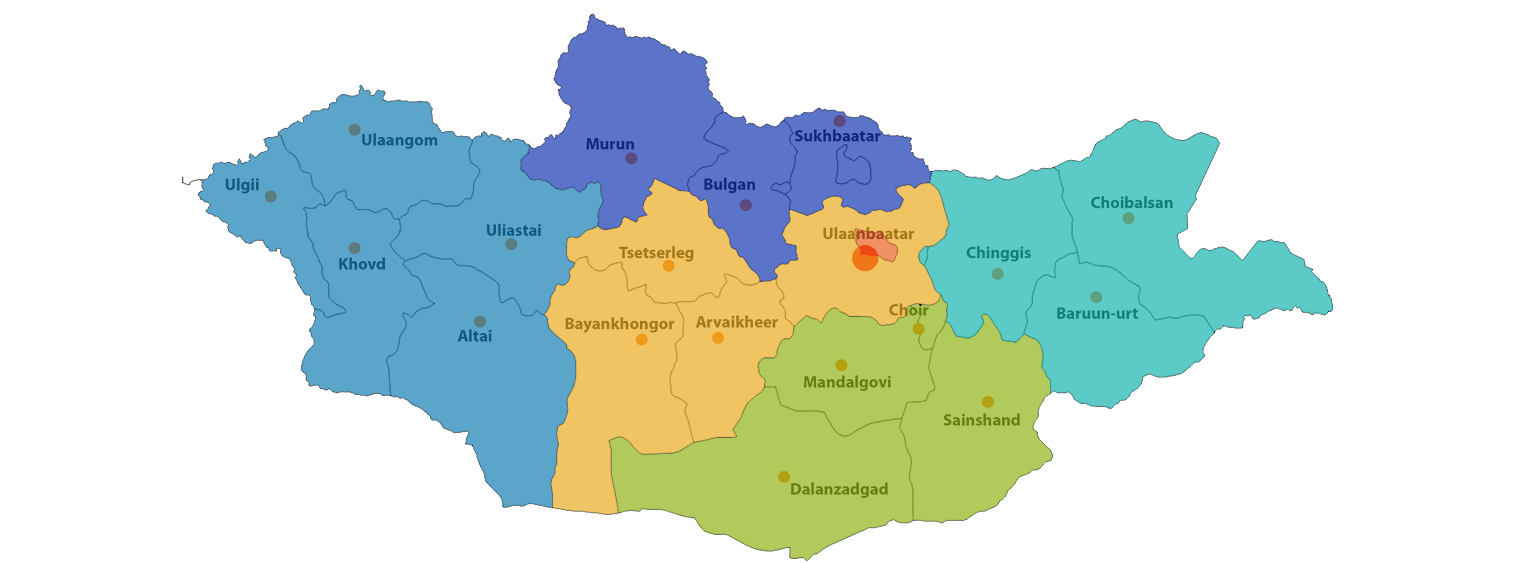 Ulaangom
Murun
Sukhbaatar
Ulgii
Bulgan
Choibalsan
Uliastai
Ulaanbaatar
Khovd
Tsetserleg
Chinggis
Altai
Bayankhongor
Arvaikheer
Choir
Baruun-urt
Mandalgovi
Sainshand
Dalanzadgad